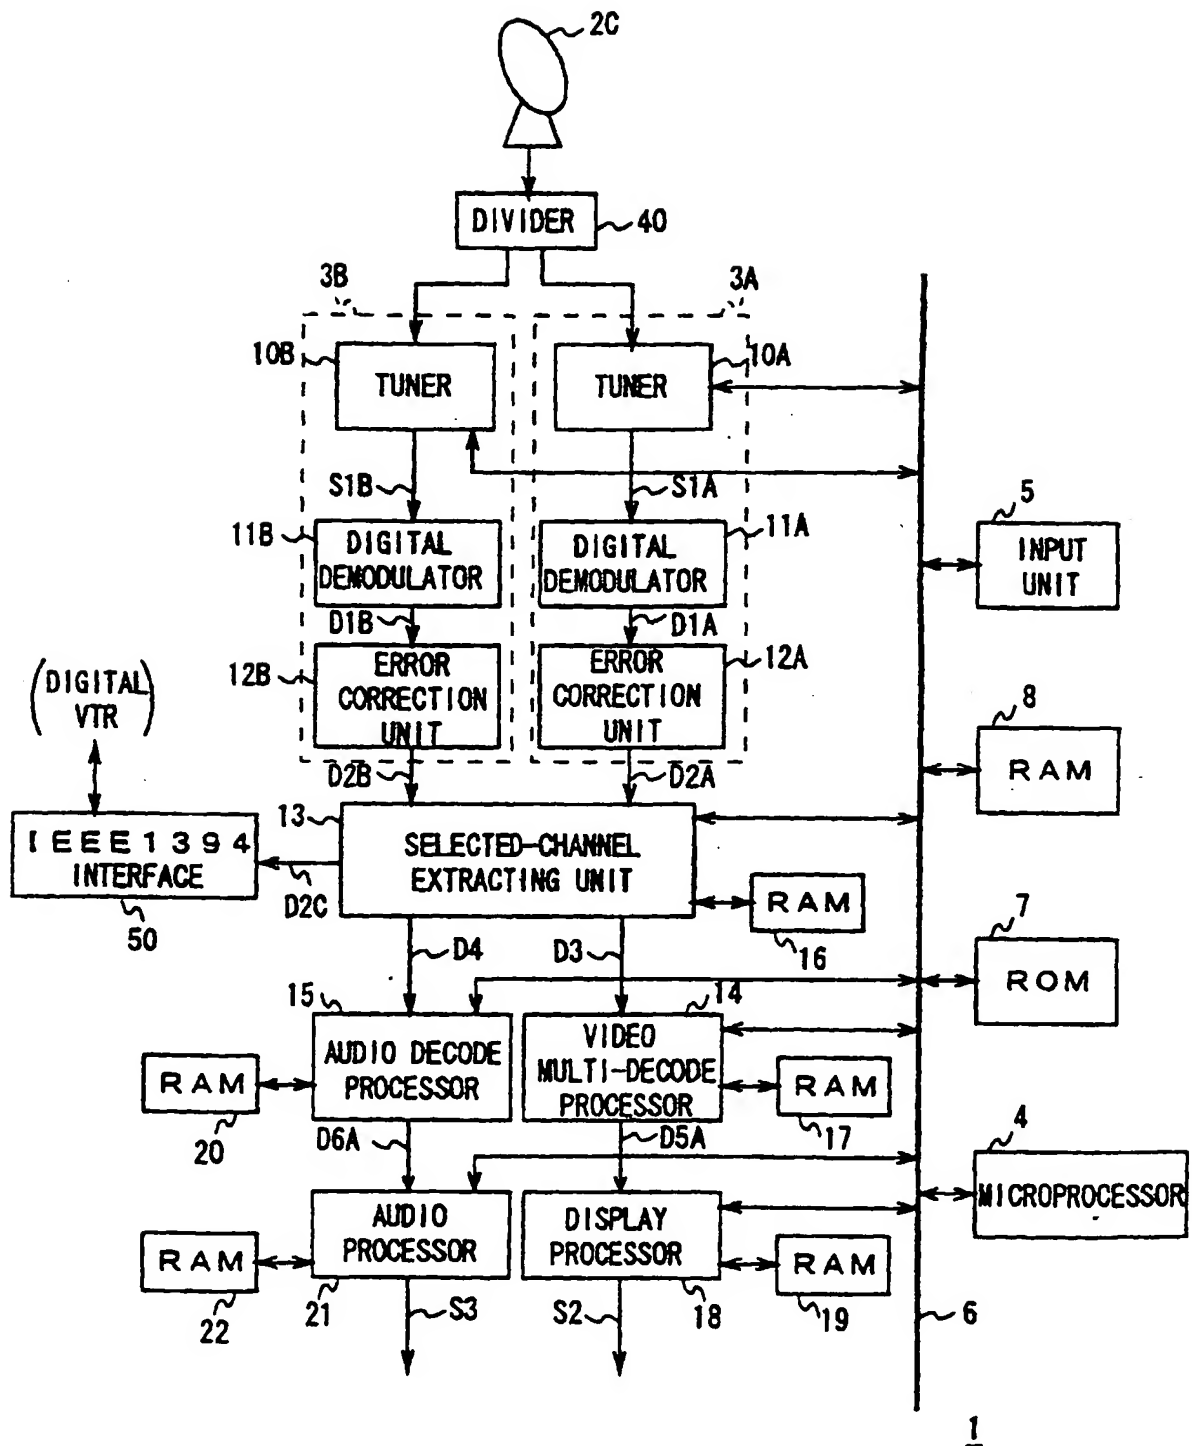 2C
DIVIDER
40
3B
3A
10B
TUNER
TUNER
10A
S1B
S1A
11B
DIGITAL
DEMODULATOR
DIGITAL
DEMODULATOR
11A
5
INPUT
UNIT
D1B
D1A
12B
ERROR
CORRECTION
UNIT
ERROR
CORRECTION
UNIT
12A
(DIGITAL
VTR)
8
RAM
D2B
D2A
13
IEEE1394
INTERFACE
50
D2C
SELECTED-CHANNEL
EXTRACTING UNIT
RAM
16
7
ROM
D4
D3
15
14
AUDIO DECODE
PROCESSOR
VIDEO
MULTI-DECODE
PROCESSOR
RAM
20
RAM
17
D6A
D5A
4
MICROPROCESSOR
AUDIO
PROCESSOR
DISPLAY
PROCESSOR
RAM
22
RAM
19
21
S3
S2
18
6
1